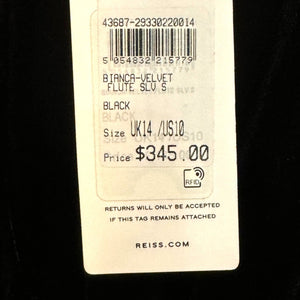 43687-29330220014
5 054832 215779
BIANCA-VELVET
FLUTE SLV S
BLACK
Size UK14 /US10
Price $345.00
RFID
RETURNS WILL ONLY BE ACCEPTED
IF THIS TAG REMAINS ATTACHED
REISS.COM